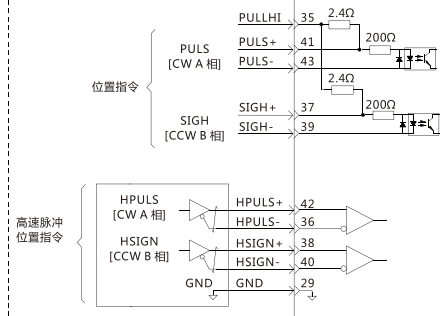 PULLHI 35 2.4Ω
PULS+ 41 200Ω
PULS
[CW A 相]
PULS- 43
位置指令
2.4Ω
SIGH+ 37 200Ω
SIGH
[CCW B 相]
SIGH- 39
HPULS
[CW A 相]
HPULS+ 42
HPULS- 36
高速脉冲
位置指令
HSIGN
[CCW B 相]
HSIGN+ 38
HSIGN- 40
GND GND 29